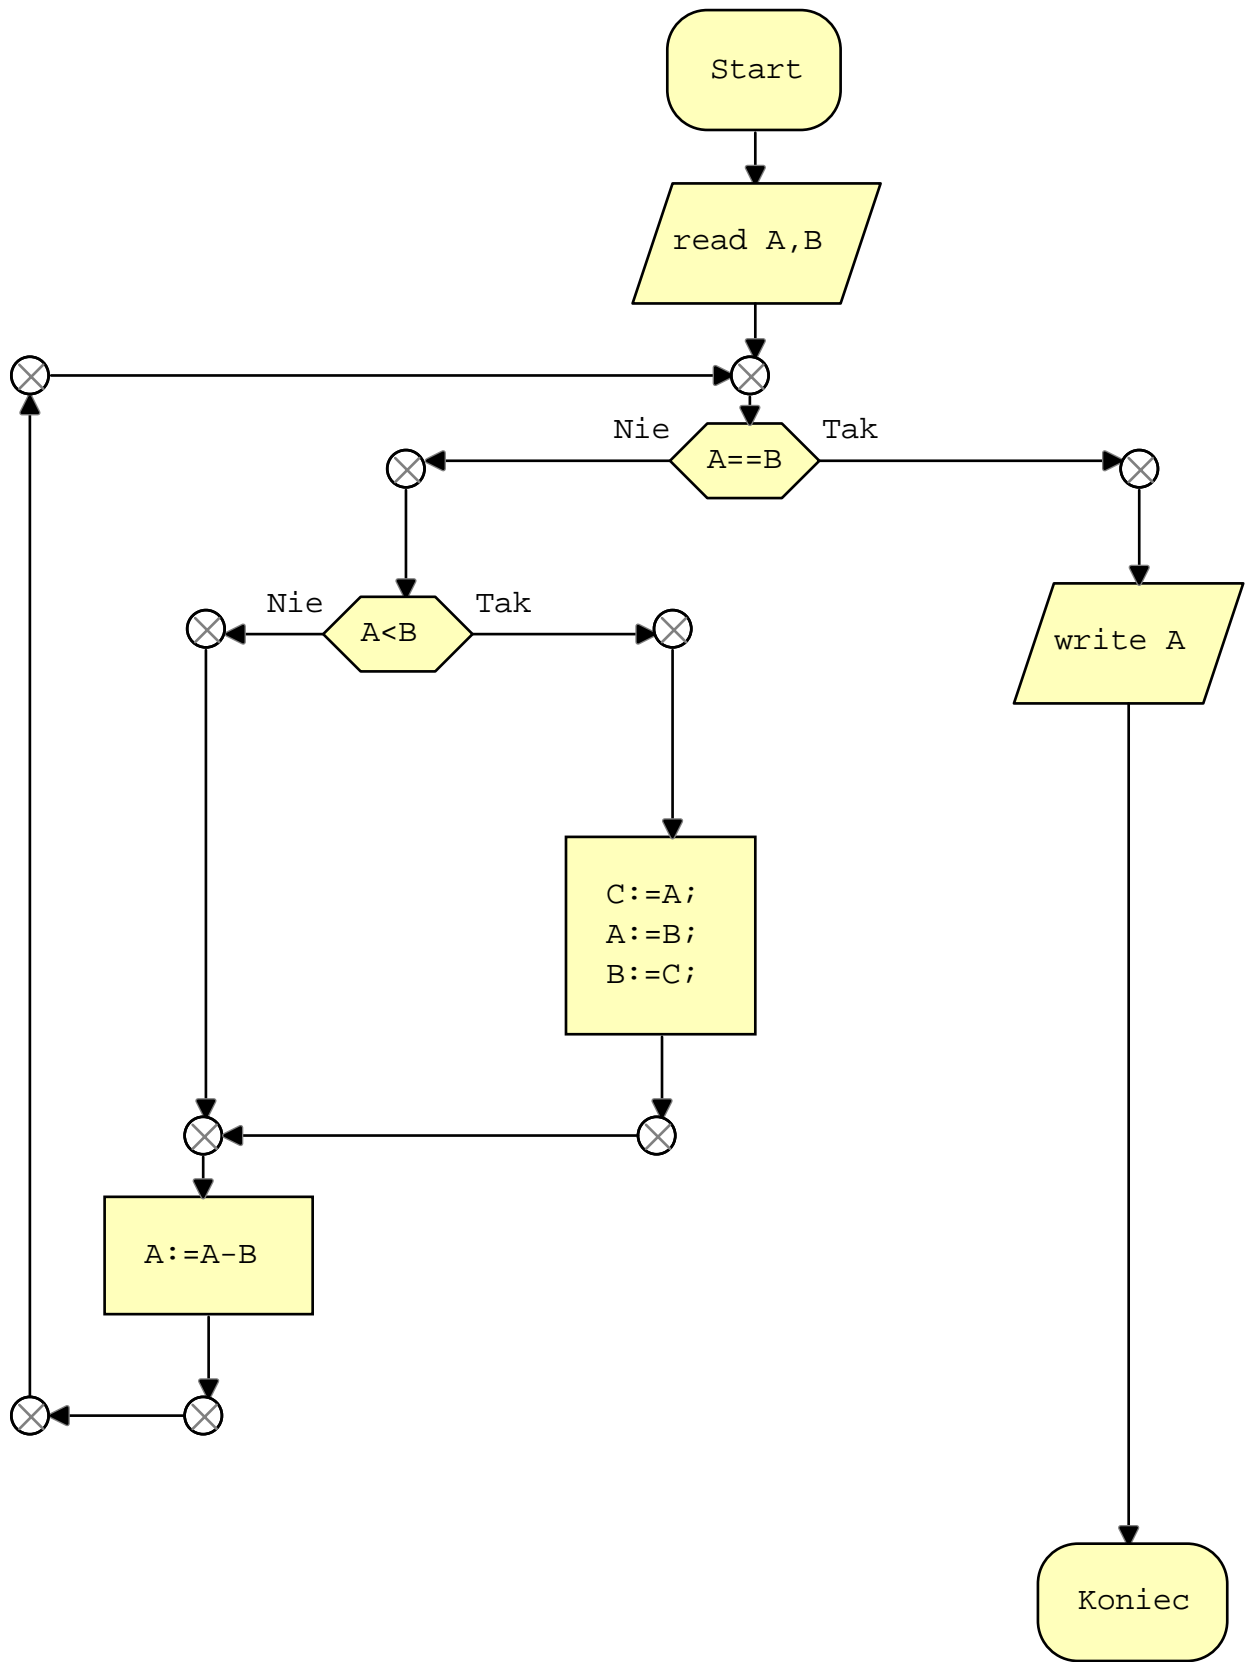 Start
read A,B
Nie
Tak
A==B
Nie
Tak
A<B
write A
C:=A;
A:=B;
B:=C;
A:=A-B
Koniec